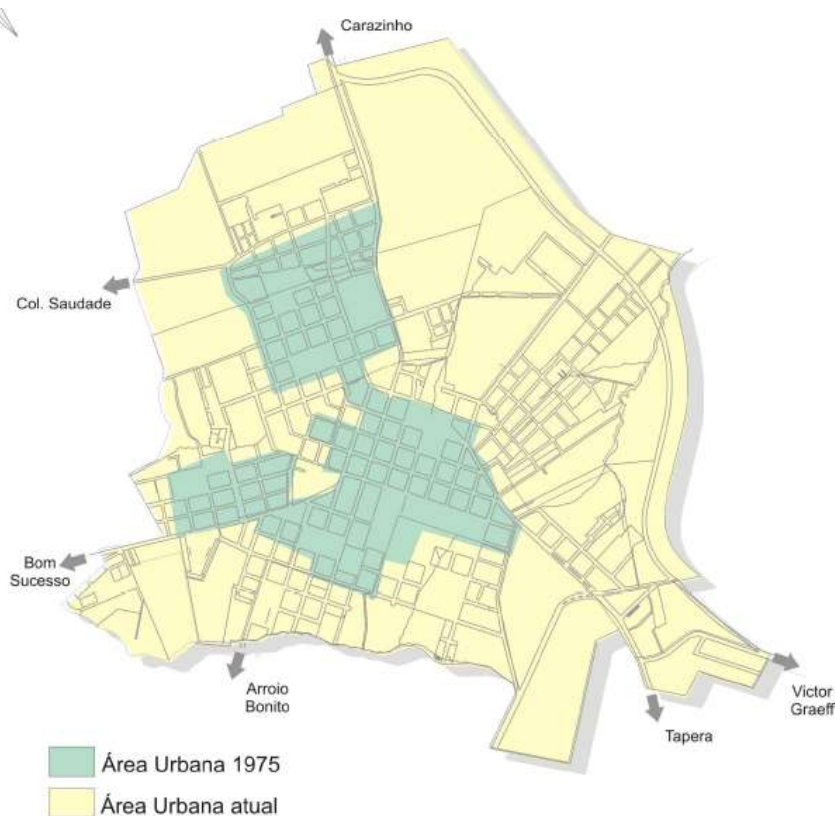 Carazinho
Col. Saudade
Bom
Sucesso
Arroio
Bonito
Victor
Graeff
Tapera
Área Urbana 1975
Área Urbana atual